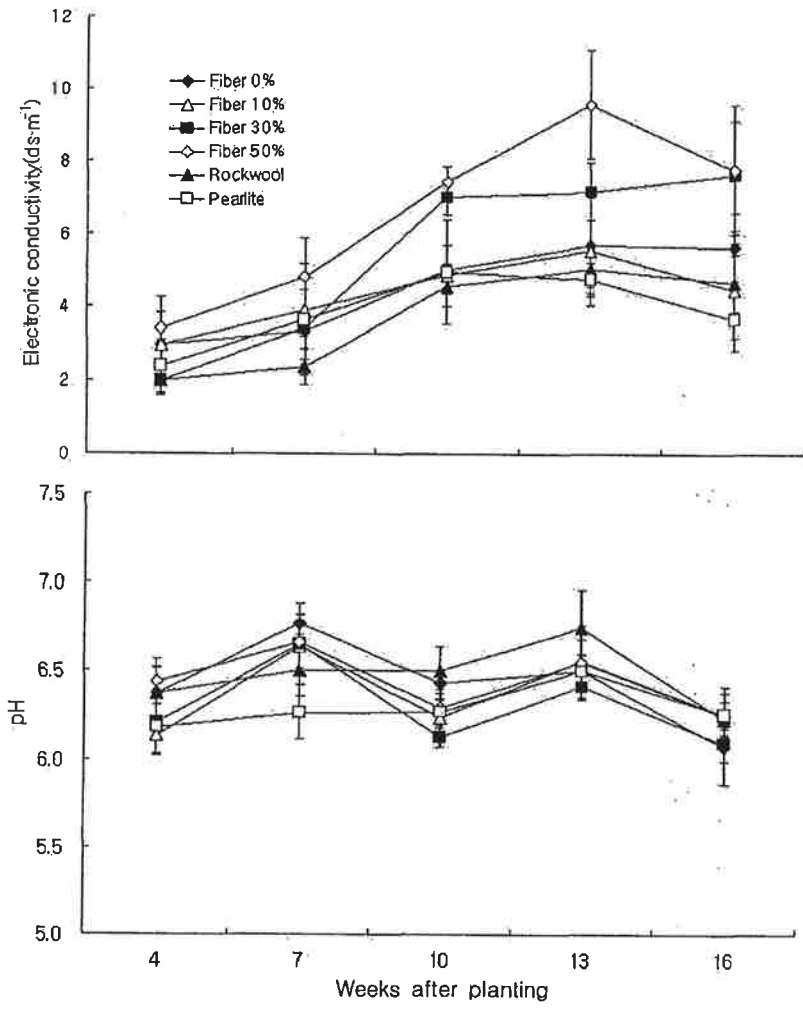 12
10
8
6
4
2
0
Electronic conductivity(ds·m⁻¹)
Fiber 0%
Fiber 10%
Fiber 30%
Fiber 50%
Rockwool
Pearlite
7.5
7.0
6.5
6.0
5.5
5.0
pH
4 7 10 13 16
Weeks after planting